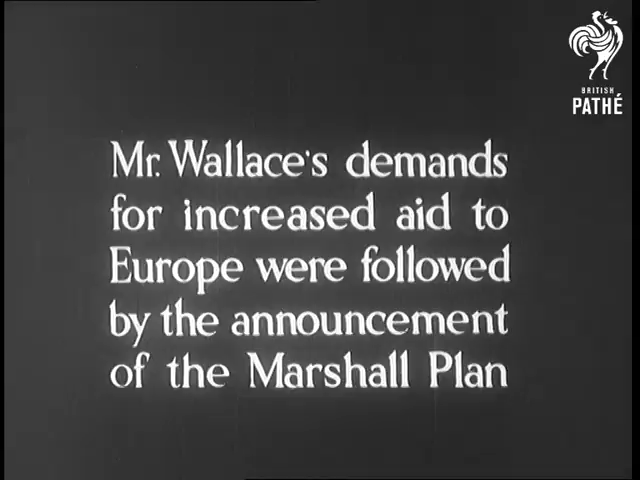 BRITISH
PATHÉ
Mr. Wallace's demands
for increased aid to
Europe were followed
by the announcement
of the Marshall Plan